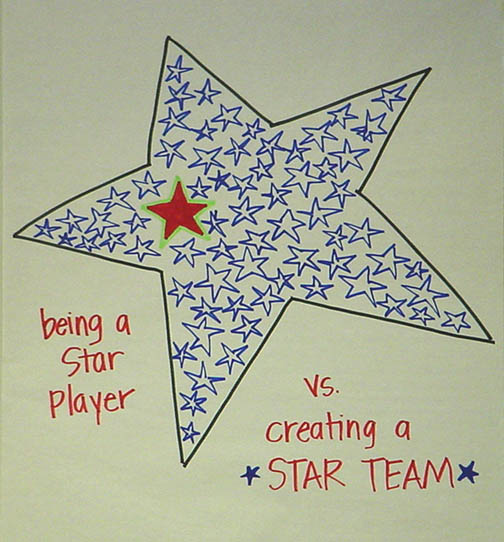 being a
Star
player
vs.
creating a
STAR TEAM